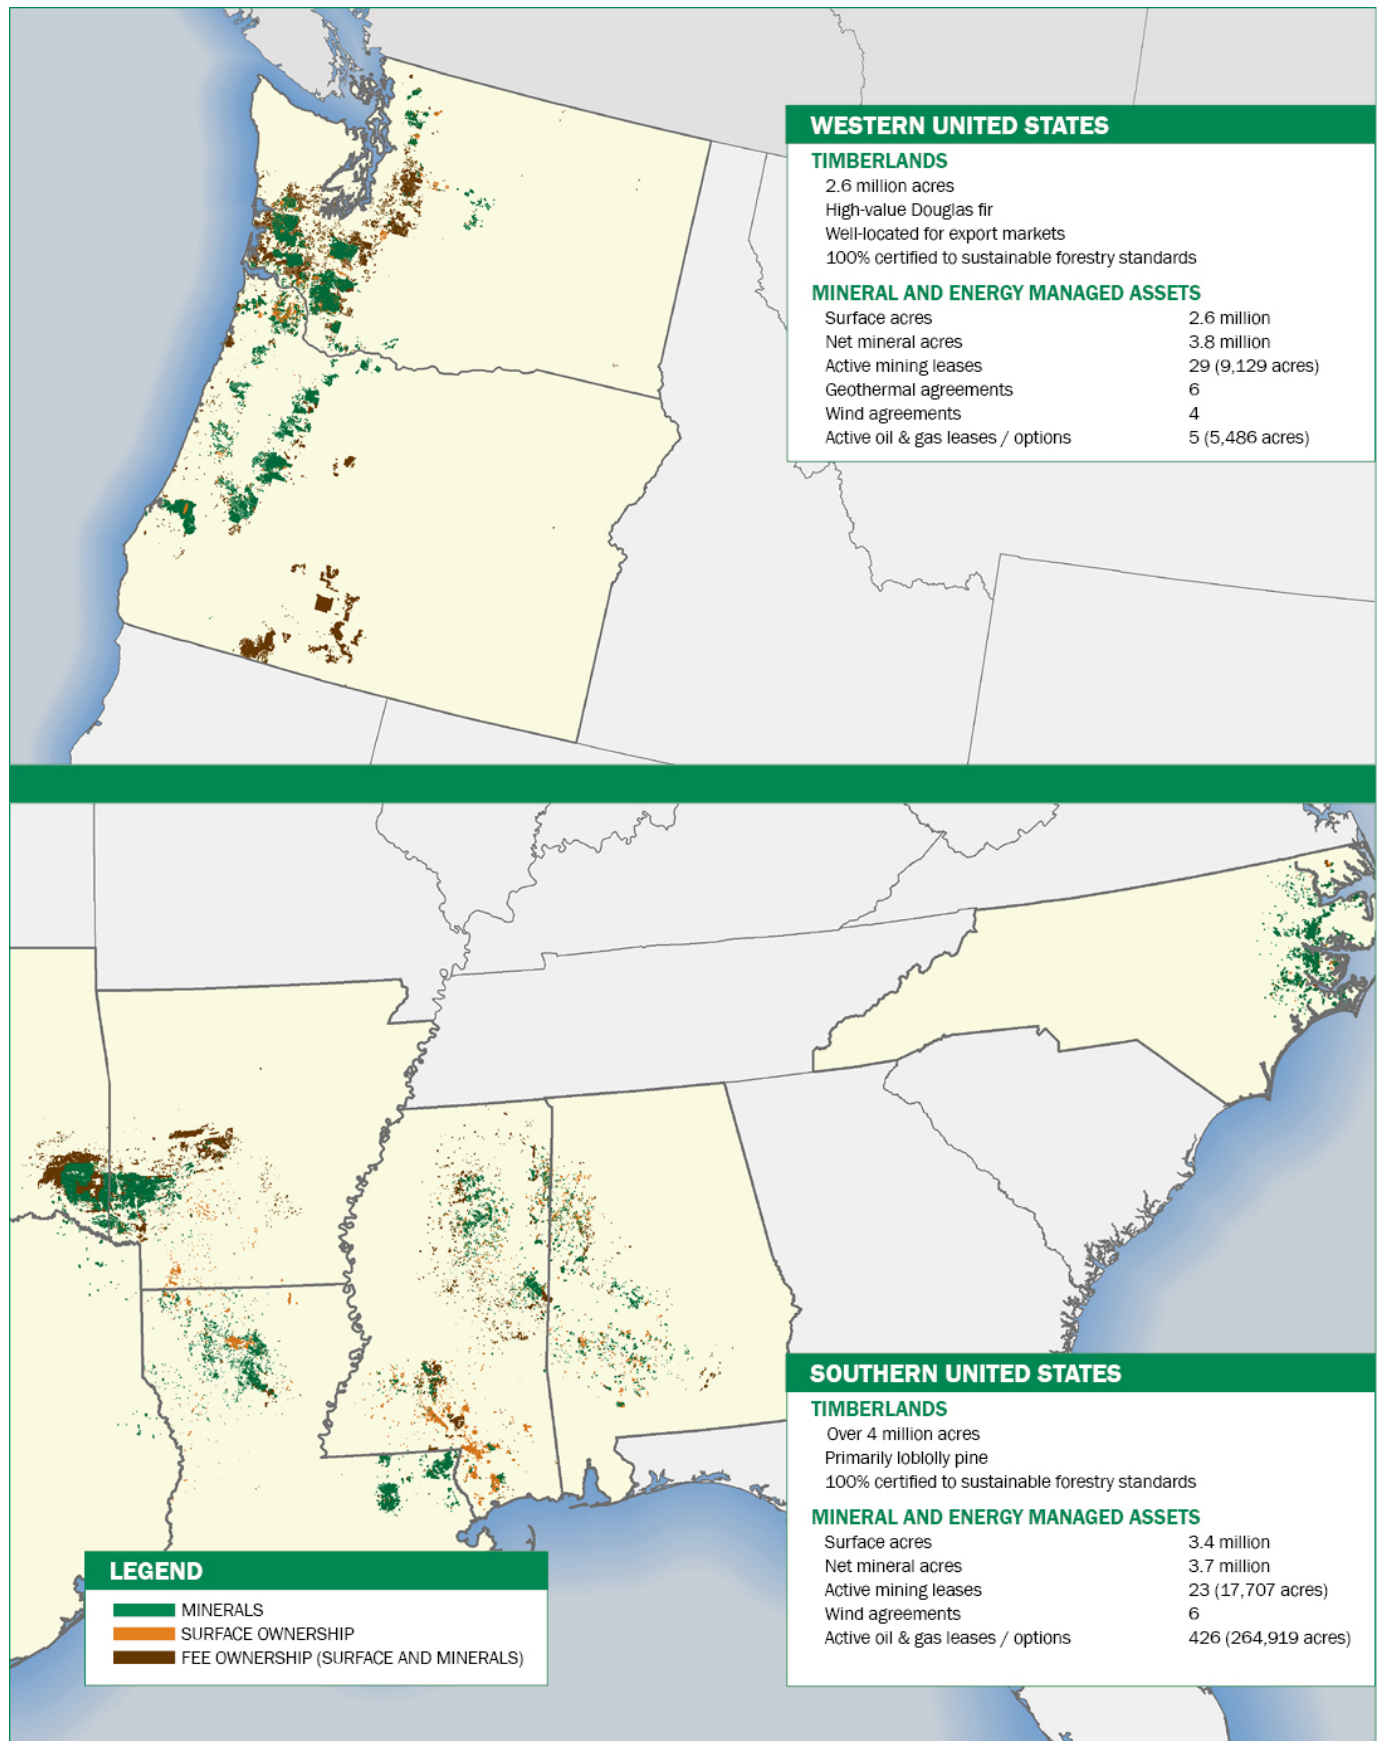 WESTERN UNITED STATES
TIMBERLANDS
2.6 million acres
High-value Douglas fir
Well-located for export markets
100% certified to sustainable forestry standards
MINERAL AND ENERGY MANAGED ASSETS
Surface acres 2.6 million
Net mineral acres 3.8 million
Active mining leases 29 (9,129 acres)
Geothermal agreements 6
Wind agreements 4
Active oil & gas leases / options 5 (5,486 acres)
SOUTHERN UNITED STATES
TIMBERLANDS
Over 4 million acres
Primarily loblolly pine
100% certified to sustainable forestry standards
MINERAL AND ENERGY MANAGED ASSETS
Surface acres 3.4 million
Net mineral acres 3.7 million
Active mining leases 23 (17,707 acres)
Wind agreements 6
Active oil & gas leases / options 426 (264,919 acres)
LEGEND
MINERALS
SURFACE OWNERSHIP
FEE OWNERSHIP (SURFACE AND MINERALS)